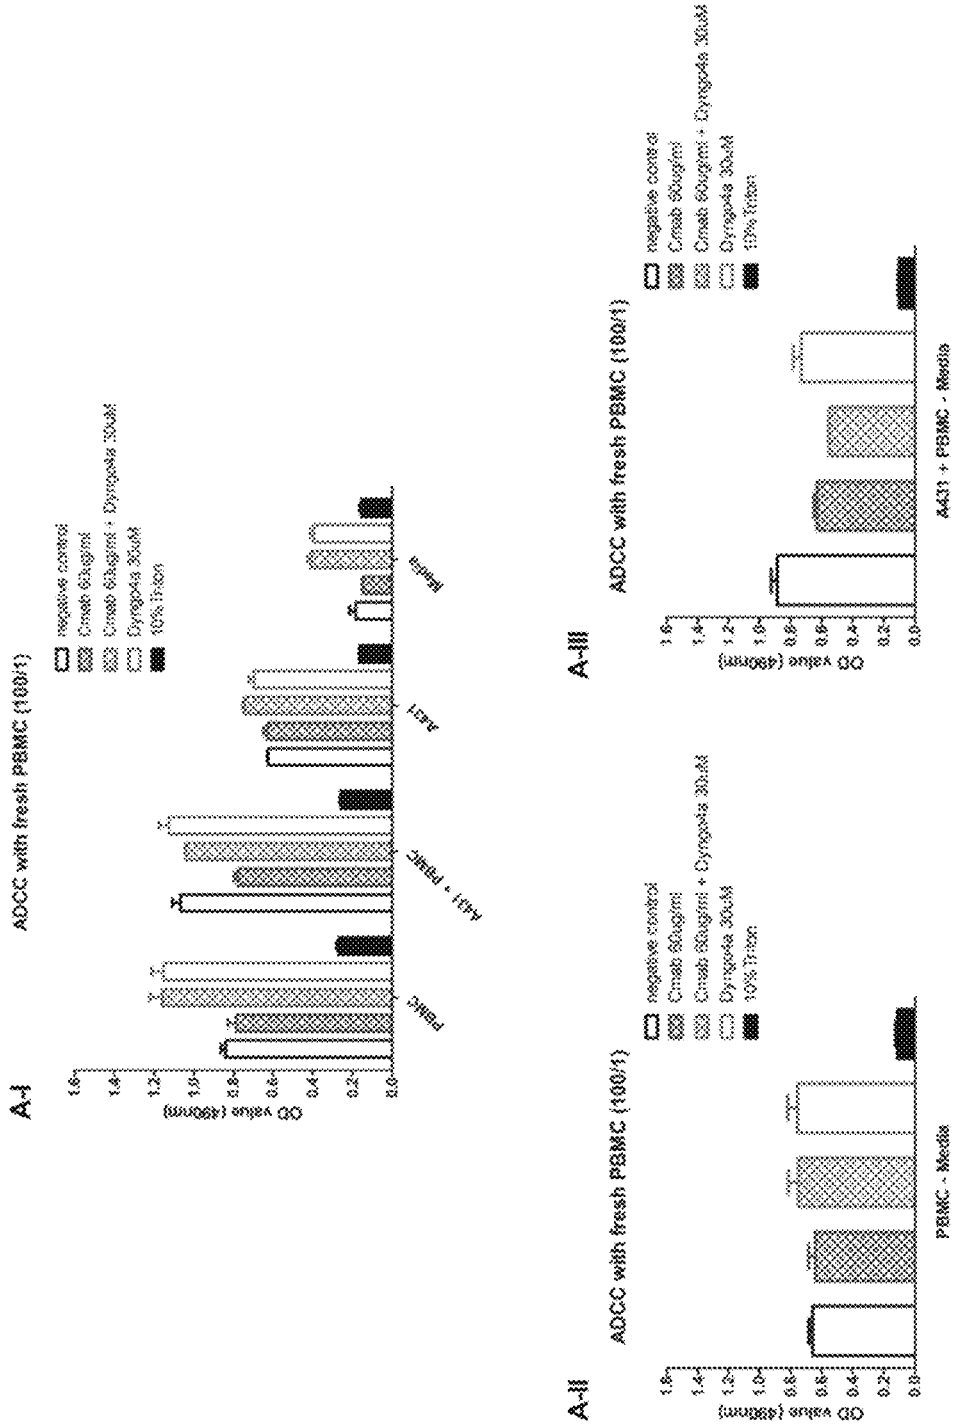 A-I
ADCC with fresh PBMC (100/1)
negative control
Cmab 60ug/ml
Cmab 60ug/ml + Dyngo4a 30uM
Dyngo4a 30uM
10% Triton
OD value (490nm)
1.6
1.4
1.2
1.0
0.8
0.6
0.4
0.2
0.0
PBMC
A431 + PBMC
A431
Media
A-II
ADCC with fresh PBMC (100/1)
negative control
Cmab 60ug/ml
Cmab 60ug/ml + Dyngo4a 30uM
Dyngo4a 30uM
10% Triton
OD value (490nm)
1.6
1.4
1.2
1.0
0.8
0.6
0.4
0.2
0.0
PBMC - Media
A-III
ADCC with fresh PBMC (100/1)
negative control
Cmab 60ug/ml
Cmab 60ug/ml + Dyngo4a 30uM
Dyngo4a 30uM
10% Triton
OD value (490nm)
1.6
1.4
1.2
1.0
0.8
0.6
0.4
0.2
0.0
A431 + PBMC - Media